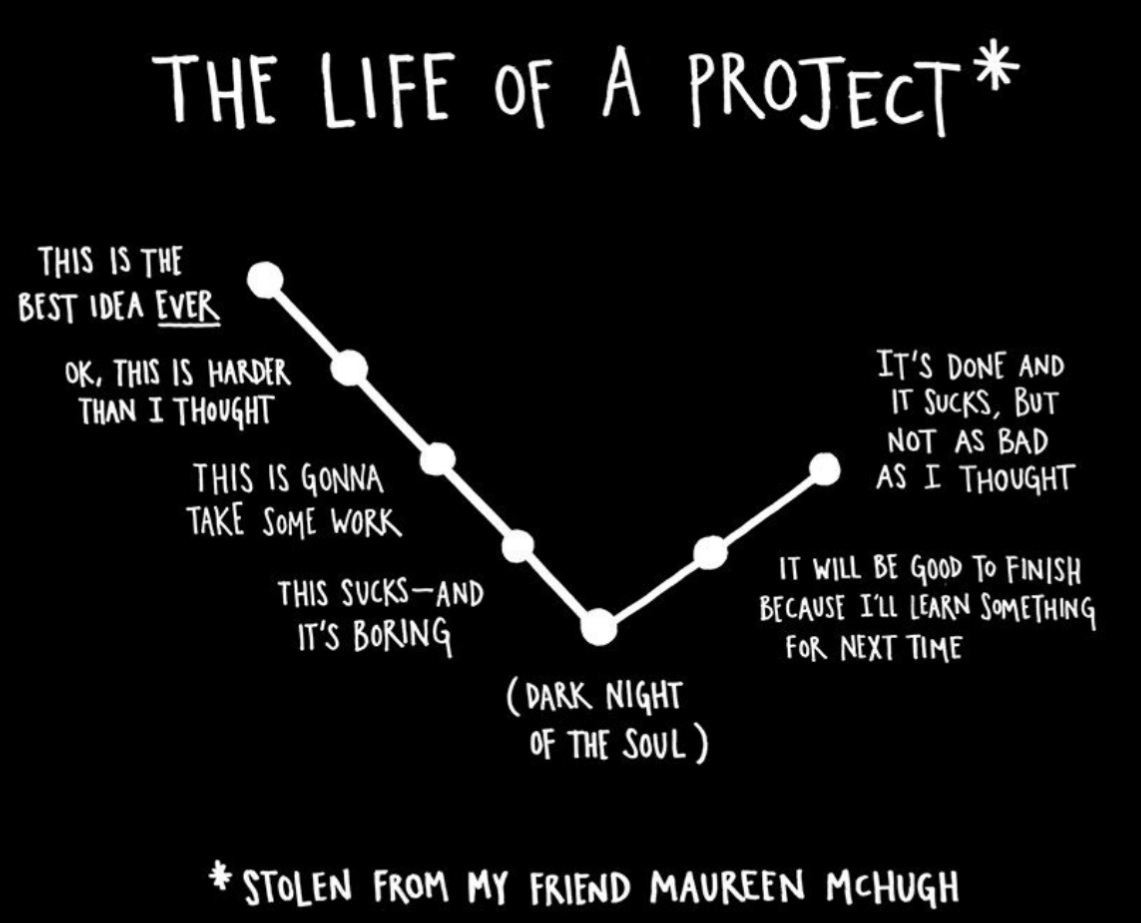 THE LIFE OF A PROJECT*
THIS IS THE
BEST IDEA EVER
OK, THIS IS HARDER
THAN I THOUGHT
THIS IS GONNA
TAKE SOME WORK
THIS SUCKS—AND
IT'S BORING
(DARK NIGHT
OF THE SOUL)
IT WILL BE GOOD TO FINISH
BECAUSE I'LL LEARN SOMETHING
FOR NEXT TIME
IT'S DONE AND
IT SUCKS, BUT
NOT AS BAD
AS I THOUGHT
* STOLEN FROM MY FRIEND MAUREEN MCHUGH